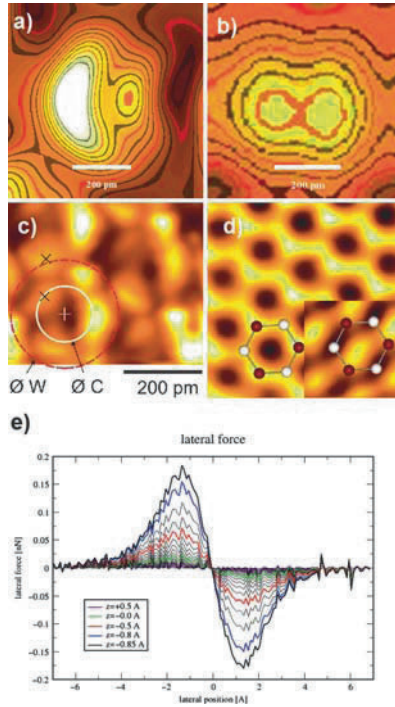 a)
b)
200 pm
200 pm
c)
d)
Ø W
Ø C
200 pm
e)
lateral force
lateral force [nN]
0.2
0.15
0.1
0.05
0
−0.05
−0.1
−0.15
−0.2
z=+0.5 A
z=−0.0 A
z=−0.5 A
z=−0.8 A
z=−0.85 A
−6
−4
−2
0
2
4
6
lateral position [A]